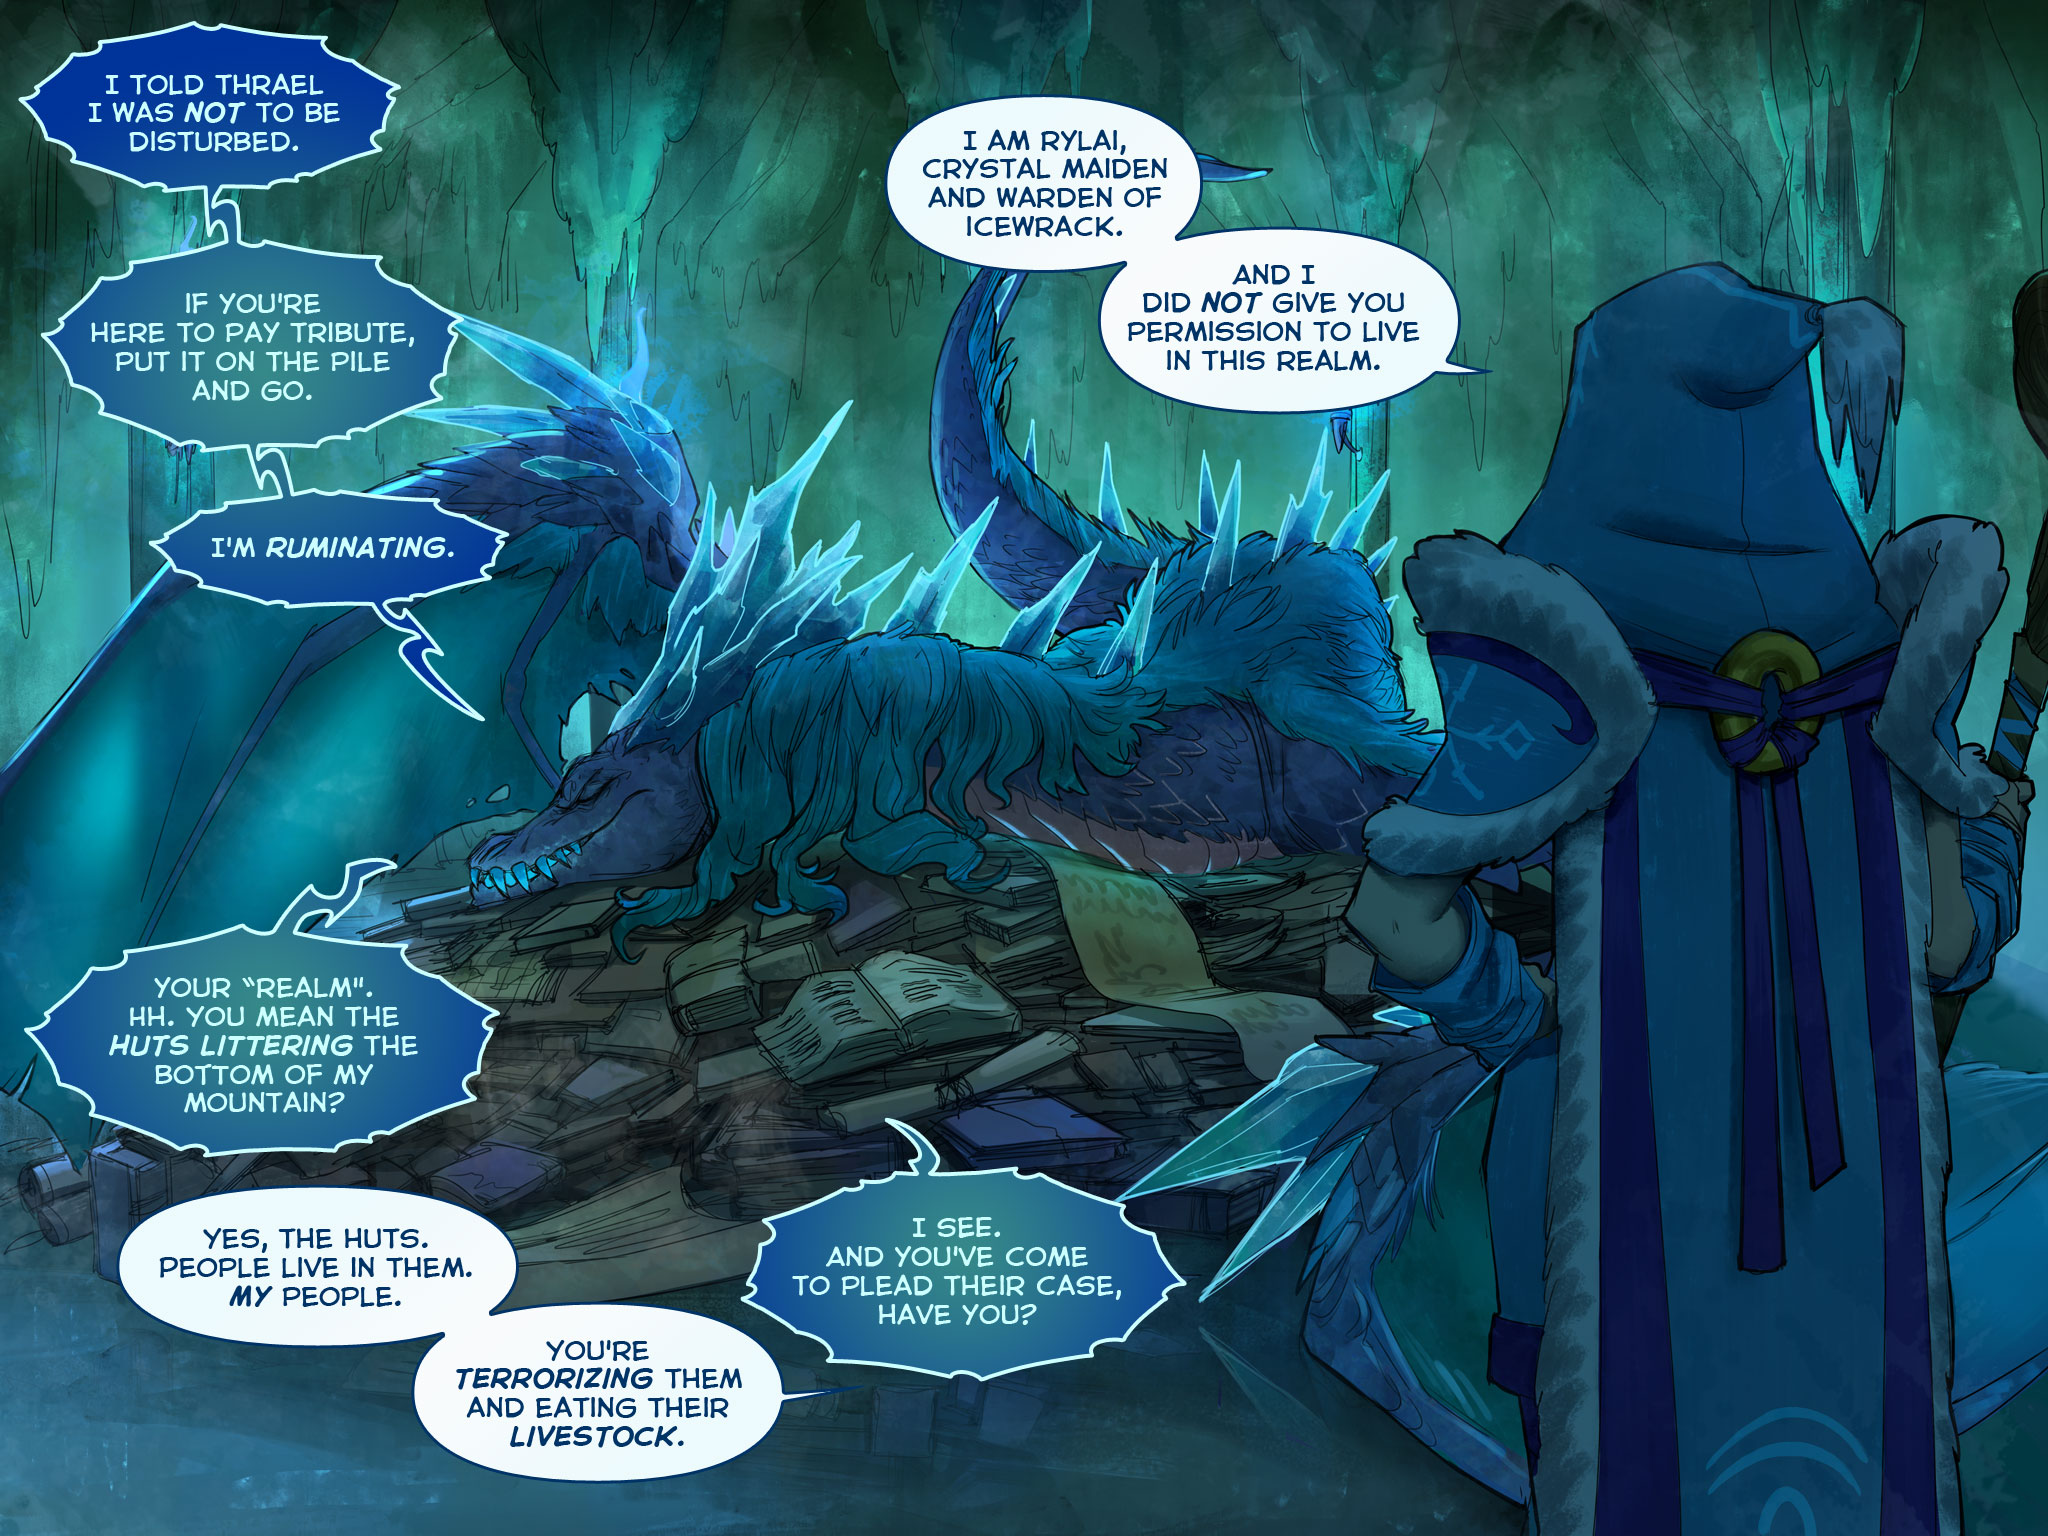 I TOLD THRAEL
I WAS NOT TO BE
DISTURBED.
IF YOU'RE
HERE TO PAY TRIBUTE,
PUT IT ON THE PILE
AND GO.
I'M RUMINATING.
I AM RYLAI,
CRYSTAL MAIDEN
AND WARDEN OF
ICEWRACK.
AND I
DID NOT GIVE YOU
PERMISSION TO LIVE
IN THIS REALM.
YOUR “REALM".
HH. YOU MEAN THE
HUTS LITTERING THE
BOTTOM OF MY
MOUNTAIN?
YES, THE HUTS.
PEOPLE LIVE IN THEM.
MY PEOPLE.
YOU'RE
TERRORIZING THEM
AND EATING THEIR
LIVESTOCK.
I SEE.
AND YOU'VE COME
TO PLEAD THEIR CASE,
HAVE YOU?